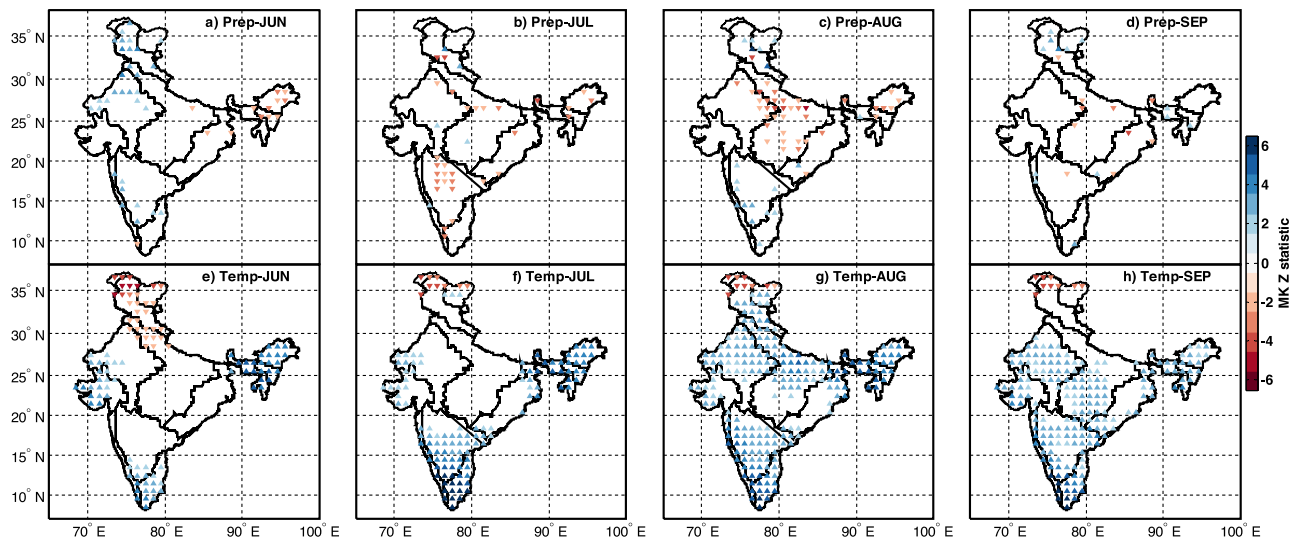 a) Prep-JUN
b) Prep-JUL
c) Prep-AUG
d) Prep-SEP
35° N
30° N
25° N
20° N
15° N
10° N
e) Temp-JUN
f) Temp-JUL
g) Temp-AUG
h) Temp-SEP
35° N
30° N
25° N
20° N
15° N
10° N
70° E
80° E
90° E
100° E
70° E
80° E
90° E
100° E
70° E
80° E
90° E
100° E
70° E
80° E
90° E
100° E
6
4
2
0
-2
-4
-6
MK Z statistic